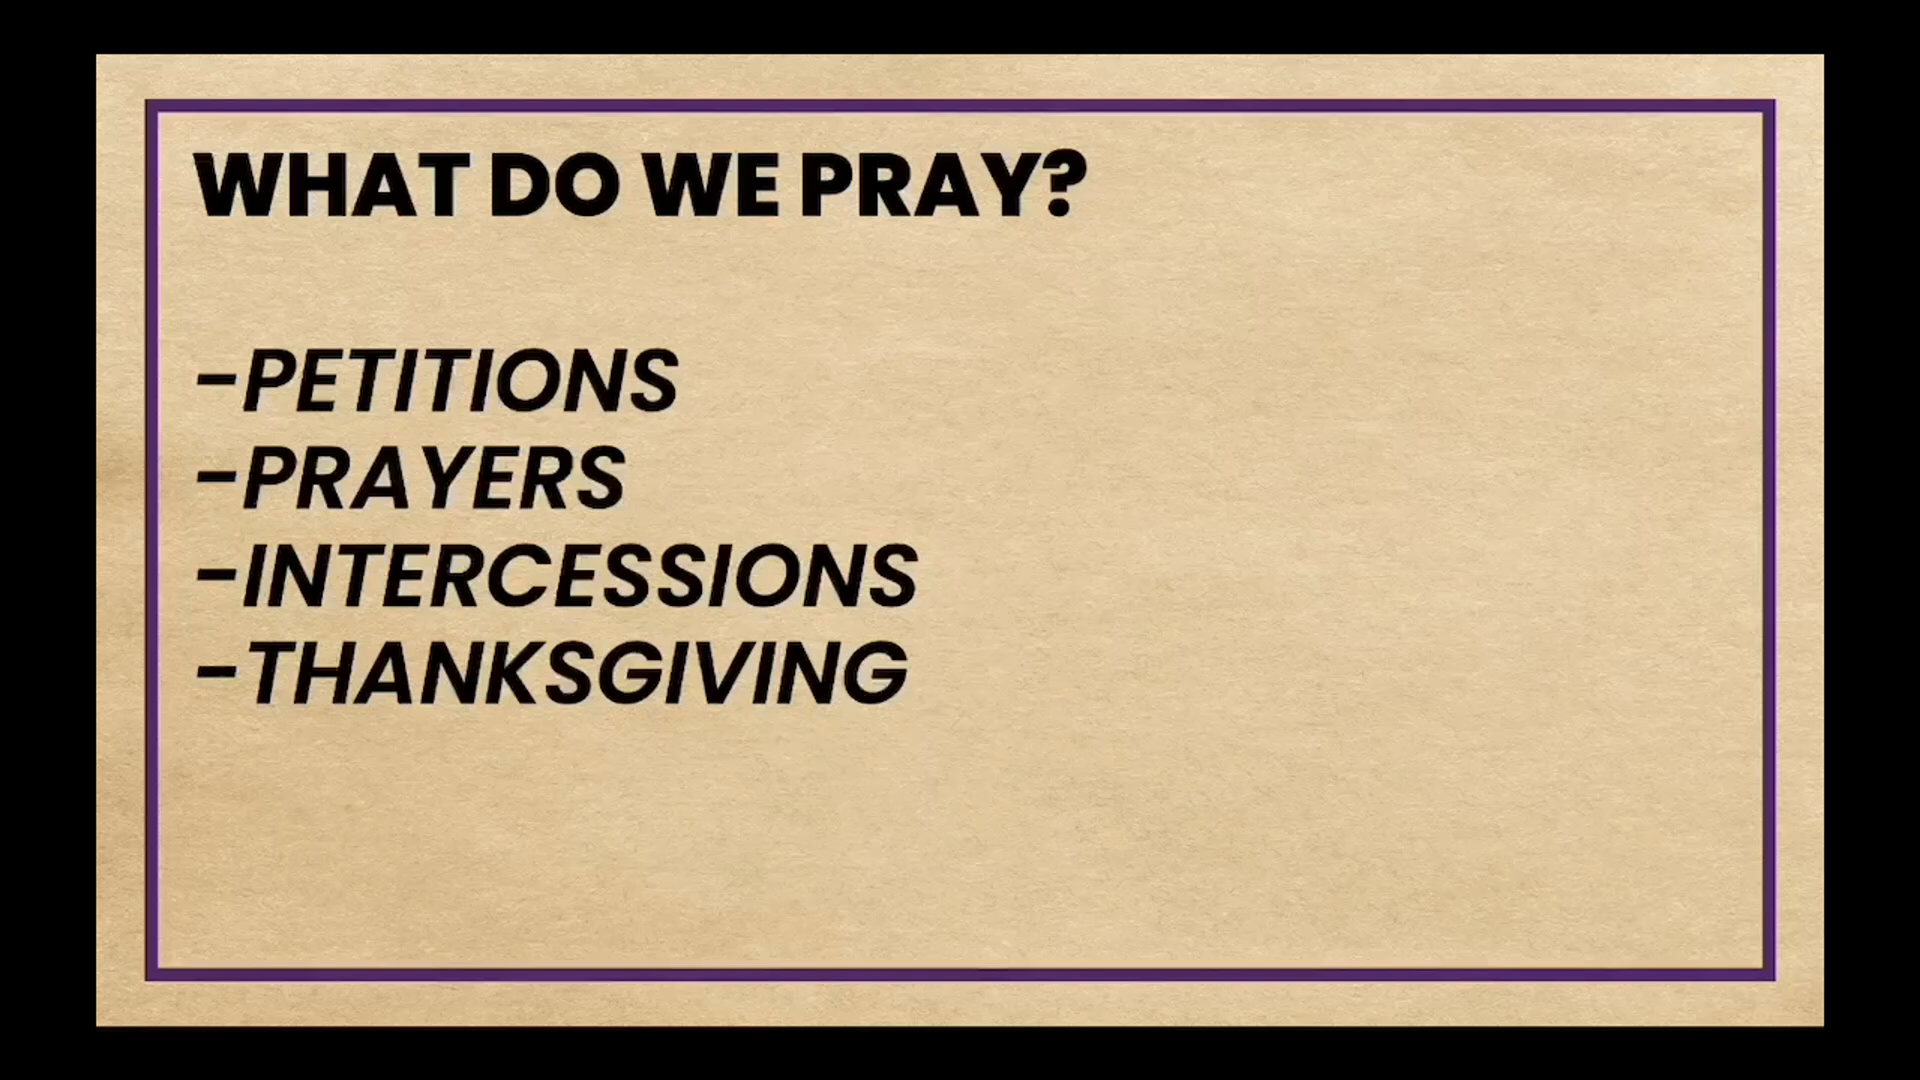 WHAT DO WE PRAY?
-PETITIONS
-PRAYERS
-INTERCESSIONS
-THANKSGIVING